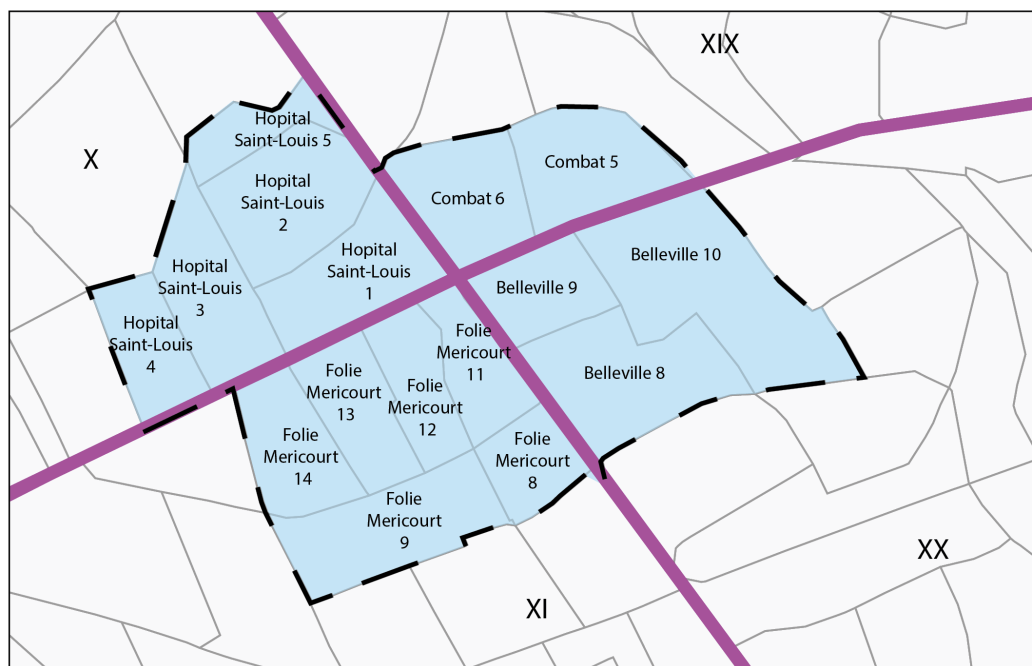 XIX
X
Hopital
Saint-Louis 5
Combat 5
Hopital
Saint-Louis
2
Combat 6
Hopital
Saint-Louis
1
Belleville 10
Hopital
Saint-Louis
3
Belleville 9
Hopital
Saint-Louis
4
Folie
Mericourt
11
Folie
Mericourt
13
Folie
Mericourt
12
Belleville 8
Folie
Mericourt
14
Folie
Mericourt
8
Folie
Mericourt
9
XX
XI